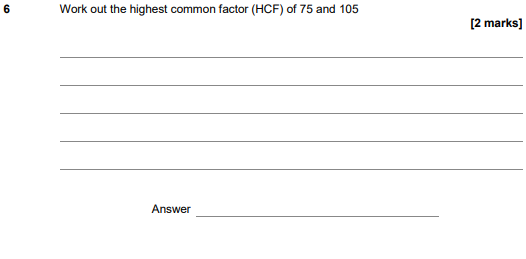 6 Work out the highest common factor (HCF) of 75 and 105
[2 marks]
Answer